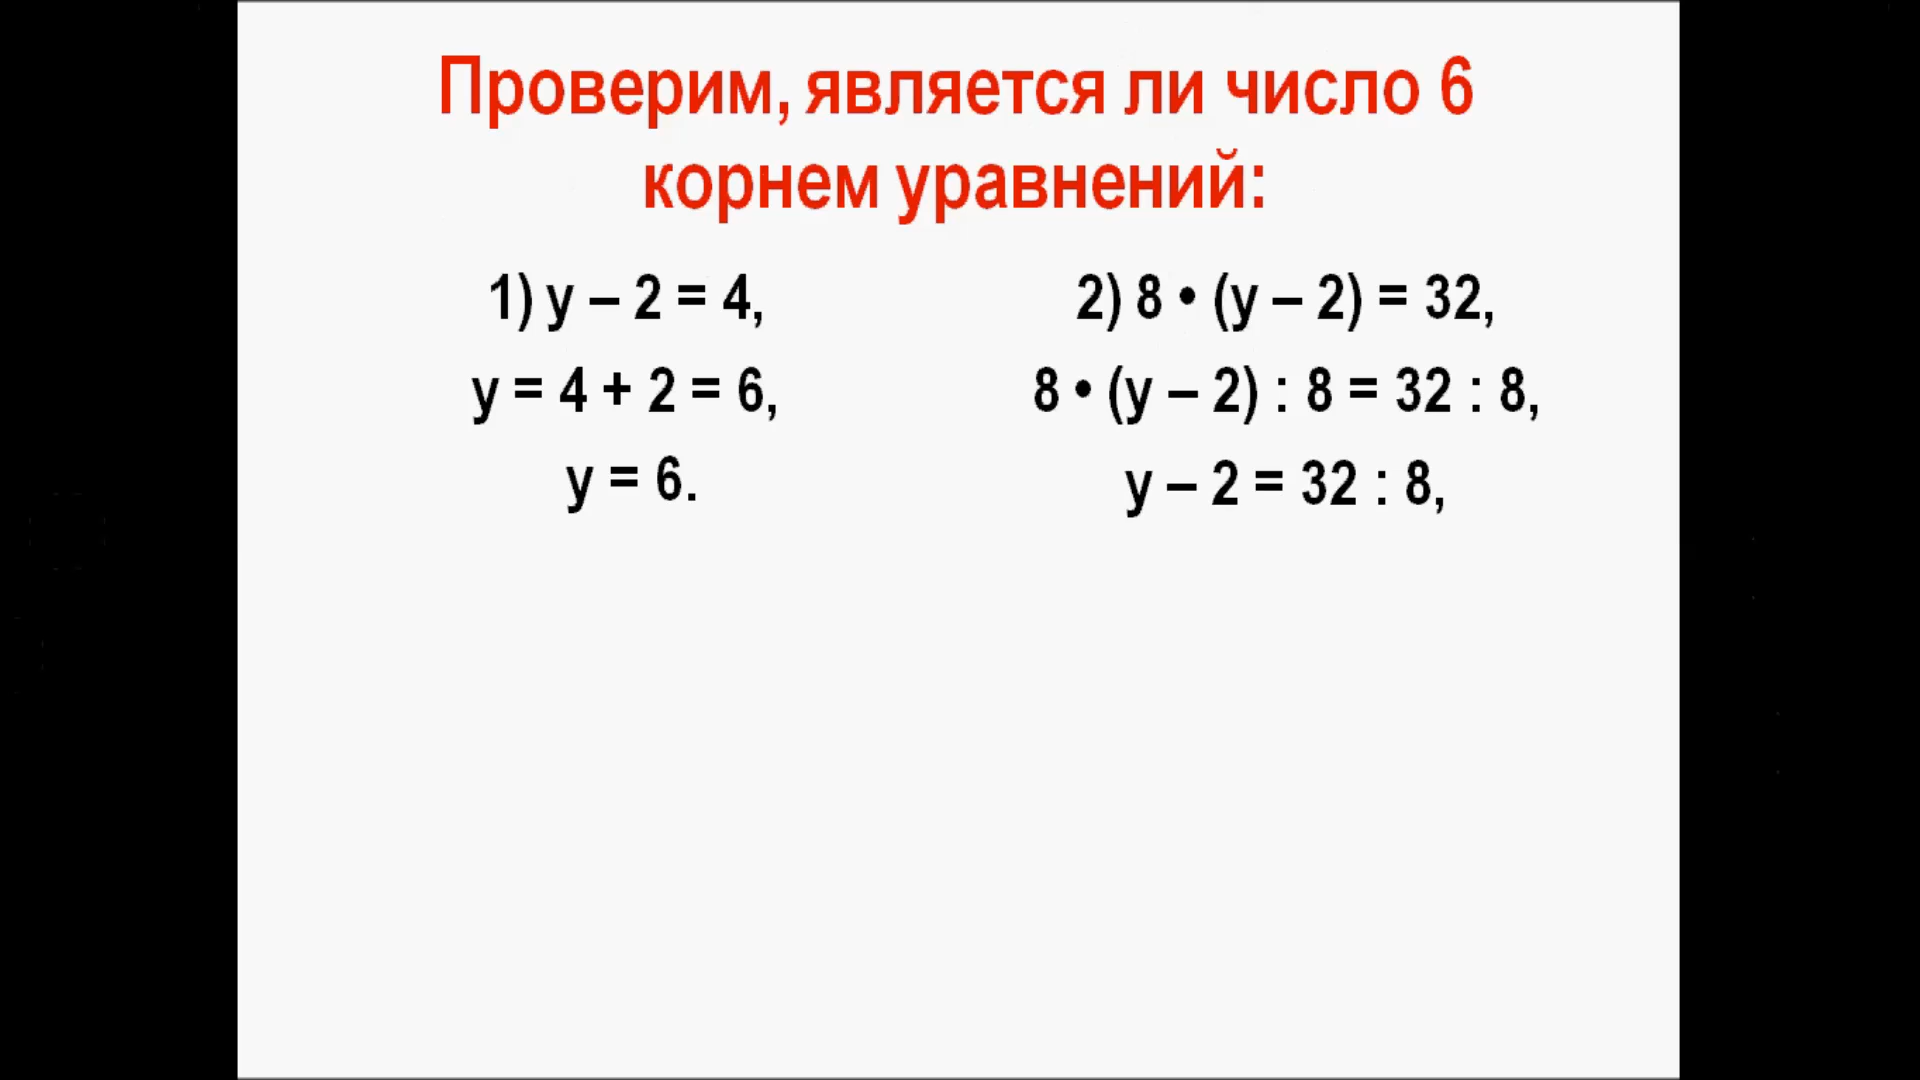 Проверим, является ли число 6
корнем уравнений:
1) у – 2 = 4,
у = 4 + 2 = 6,
у = 6.
2) 8 • (у – 2) = 32,
8 • (у – 2) : 8 = 32 : 8,
у – 2 = 32 : 8,